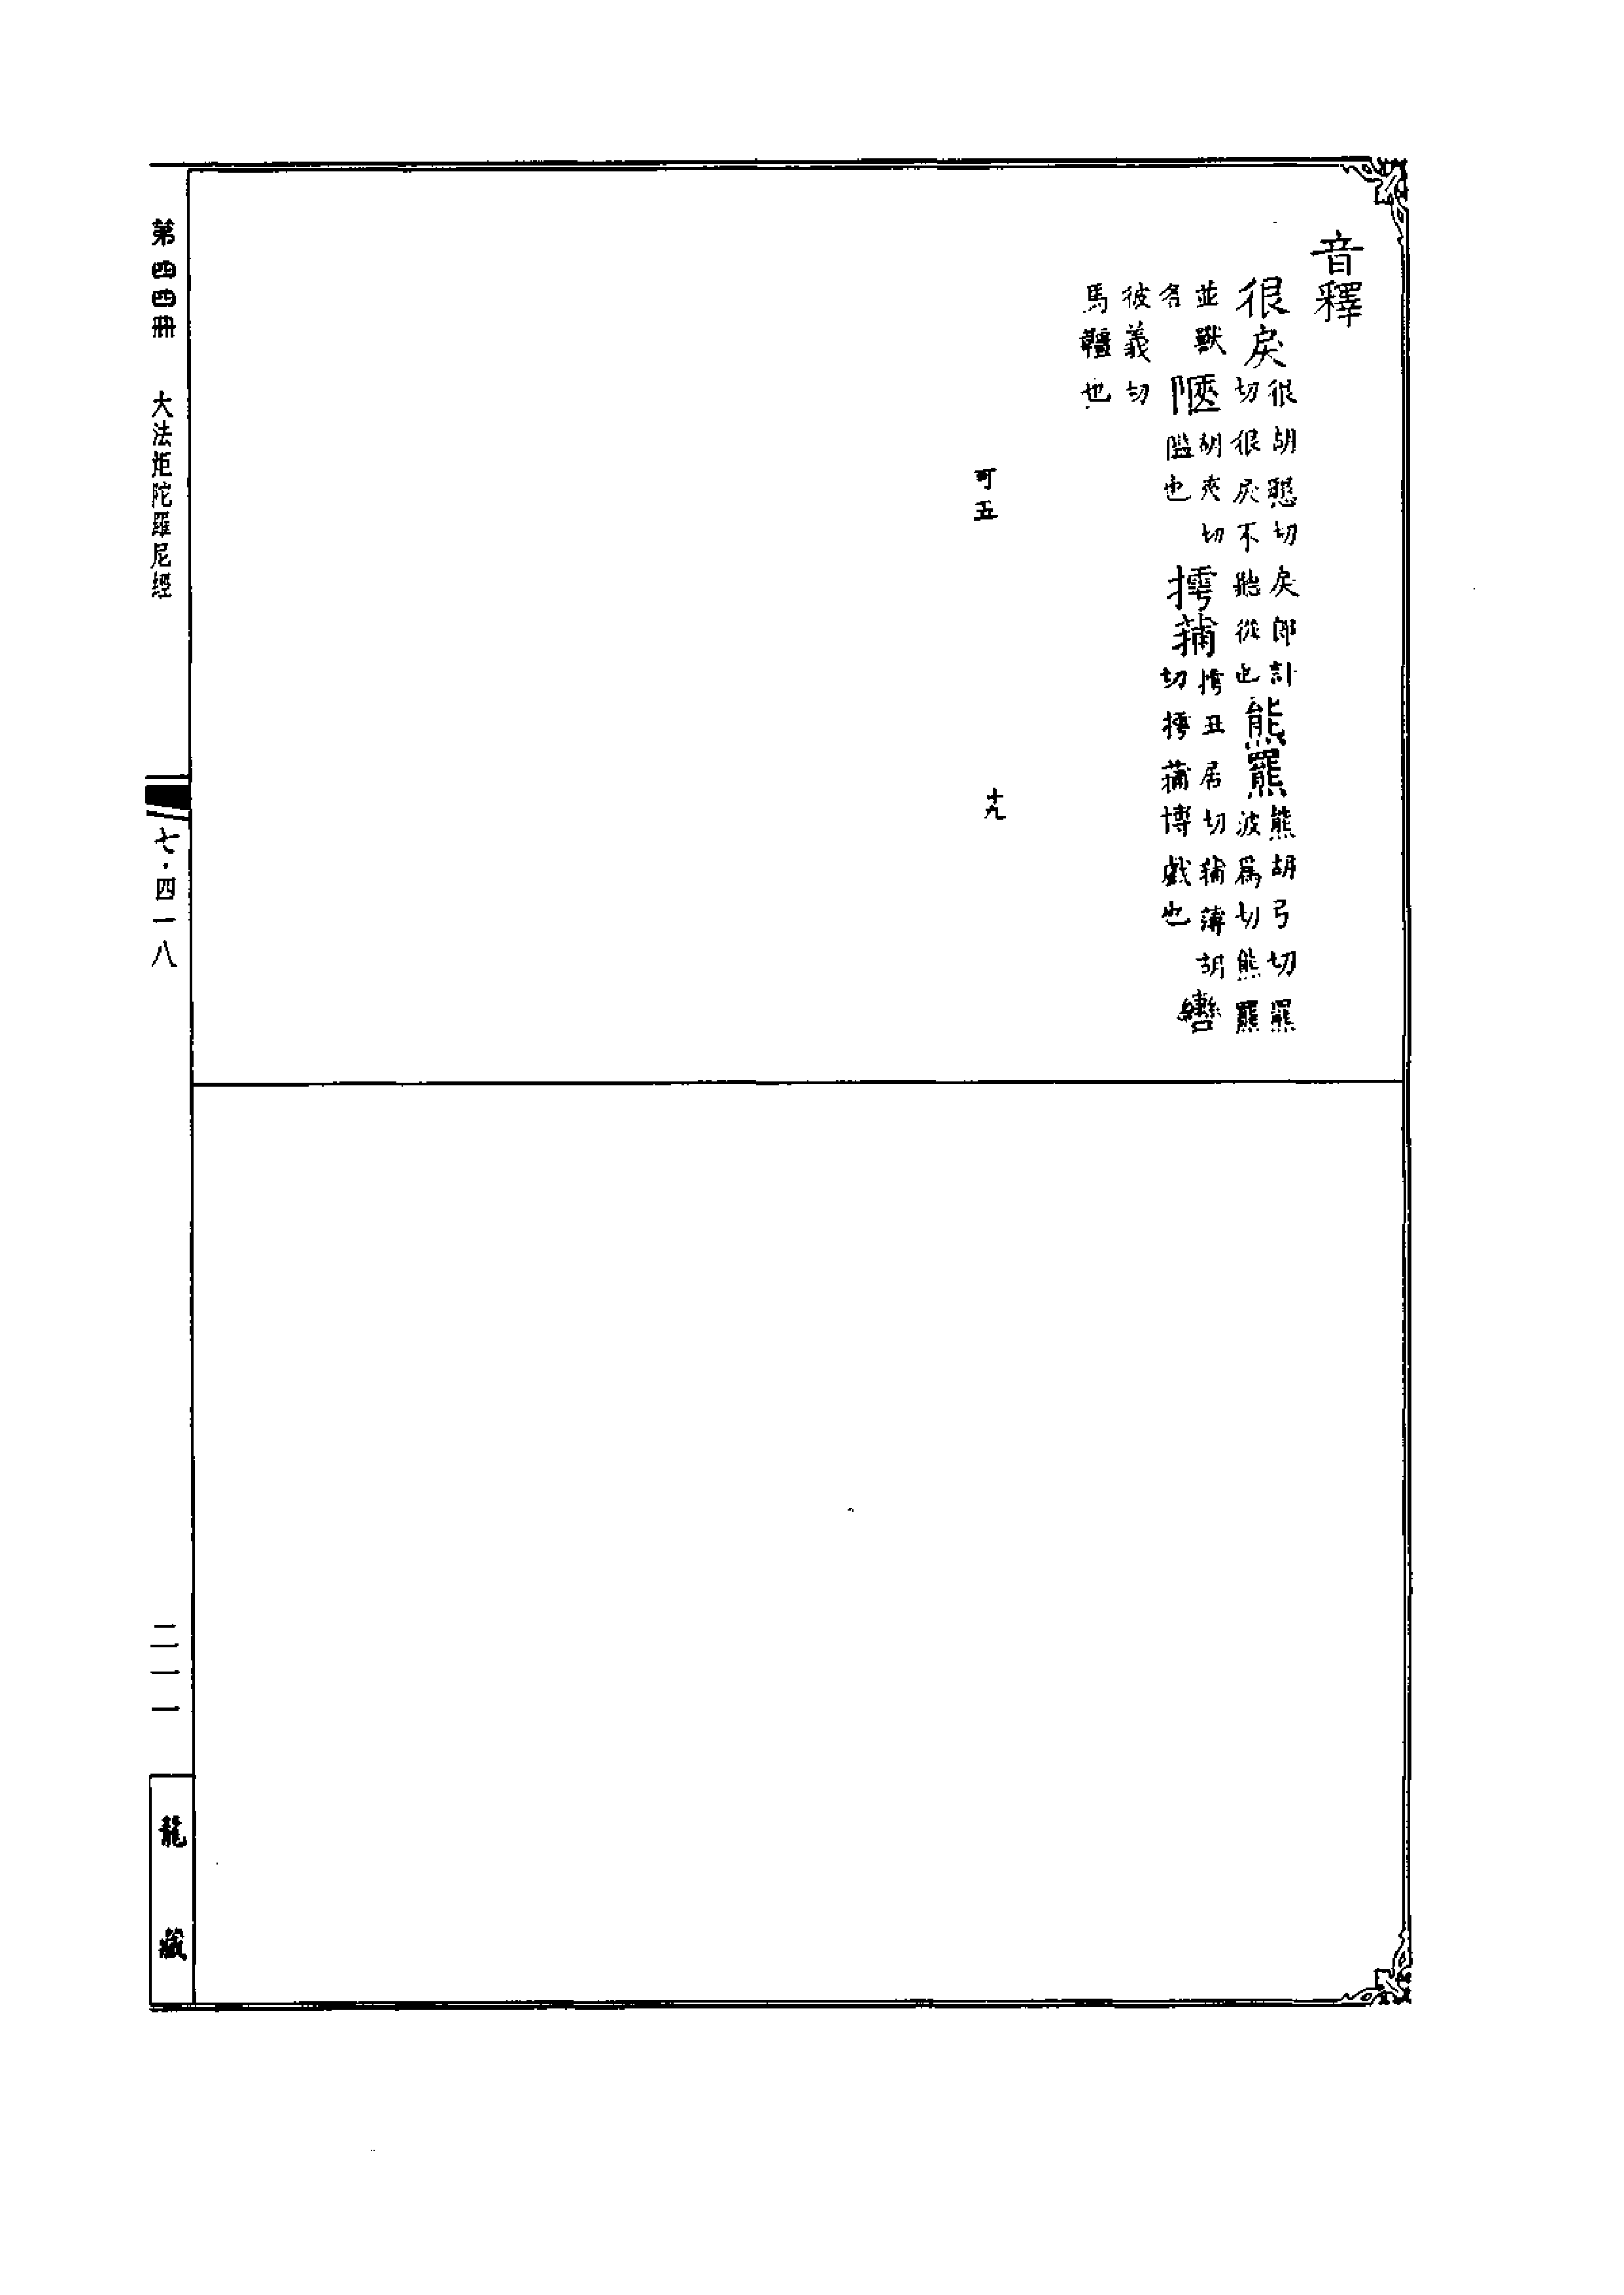 音釋
很戾很胡懇切戾郎計切很戾不聽從也熊羆熊胡弓切羆波爲切熊羆
並獸名陿胡夾切隘也摴蒱摴丑居切蒱薄胡切摴蒱博戲也轡
彼義切馬韁也
可五 十九
第四四冊 大法炬陀羅尼經 七·四一八 二一一 龍藏